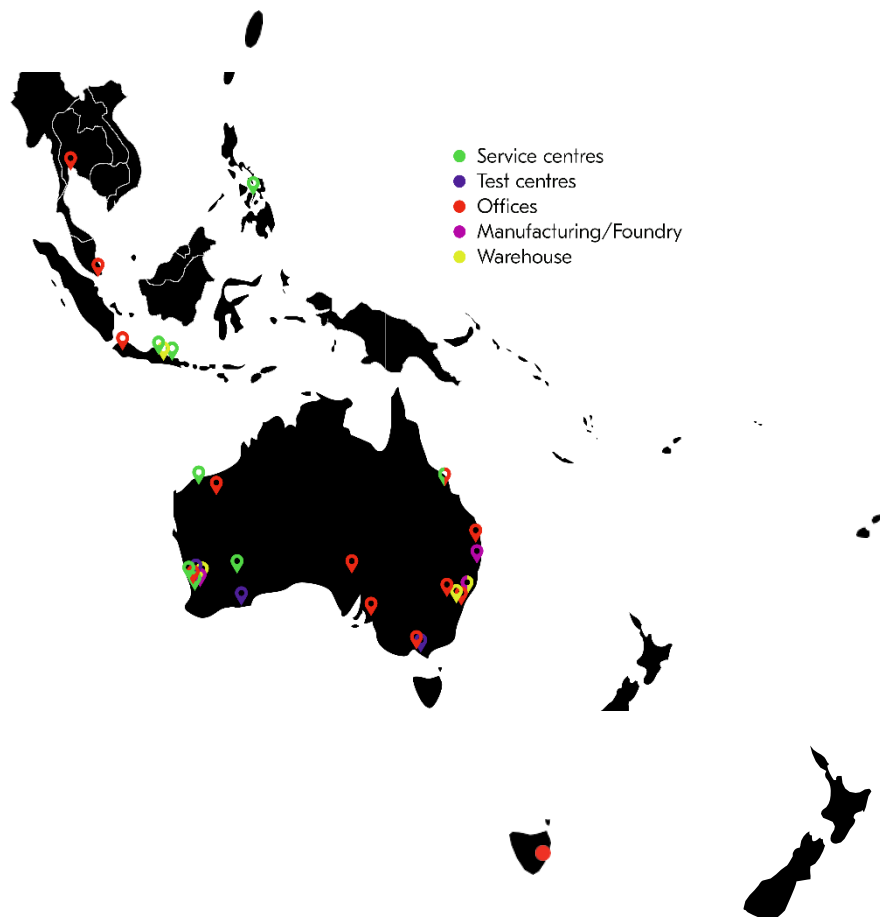 Service centres
Test centres
Offices
Manufacturing/Foundry
Warehouse